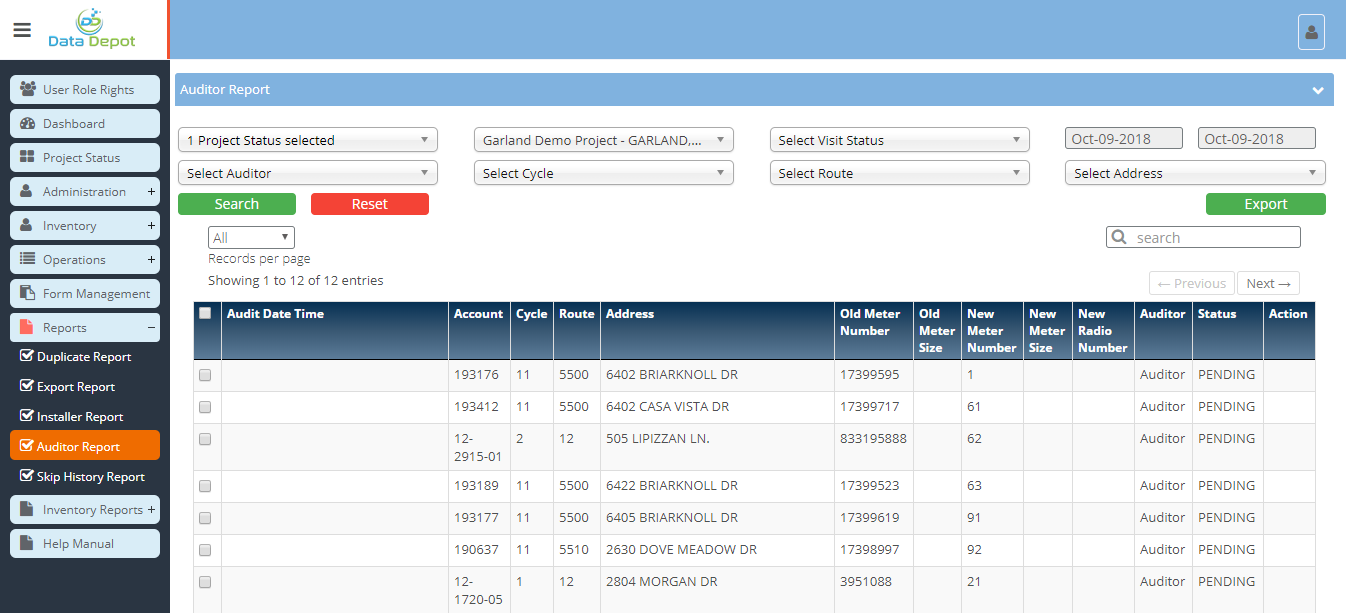 Data Depot
User Role Rights
Dashboard
Project Status
Administration +
Inventory +
Operations +
Form Management
Reports −
Duplicate Report
Export Report
Installer Report
Auditor Report
Skip History Report
Inventory Reports +
Help Manual
Auditor Report
1 Project Status selected Garland Demo Project - GARLAND,... Select Visit Status Oct-09-2018 Oct-09-2018
Select Auditor Select Cycle Select Route Select Address
Search Reset Export
All search
Records per page
Showing 1 to 12 of 12 entries
← Previous Next →
Audit Date Time Account Cycle Route Address Old Meter Old New New New Auditor Status Action
Number Meter Meter Meter Radio
Size Number Size Number
193176 11 5500 6402 BRIARKNOLL DR 17399595 1 Auditor PENDING
193412 11 5500 6402 CASA VISTA DR 17399717 61 Auditor PENDING
12- 2 12 505 LIPIZZAN LN. 833195888 62 Auditor PENDING
2915-01
193189 11 5500 6422 BRIARKNOLL DR 17399523 63 Auditor PENDING
193177 11 5500 6405 BRIARKNOLL DR 17399619 91 Auditor PENDING
190637 11 5510 2630 DOVE MEADOW DR 17398997 92 Auditor PENDING
12- 1 12 2804 MORGAN DR 3951088 21 Auditor PENDING
1720-05